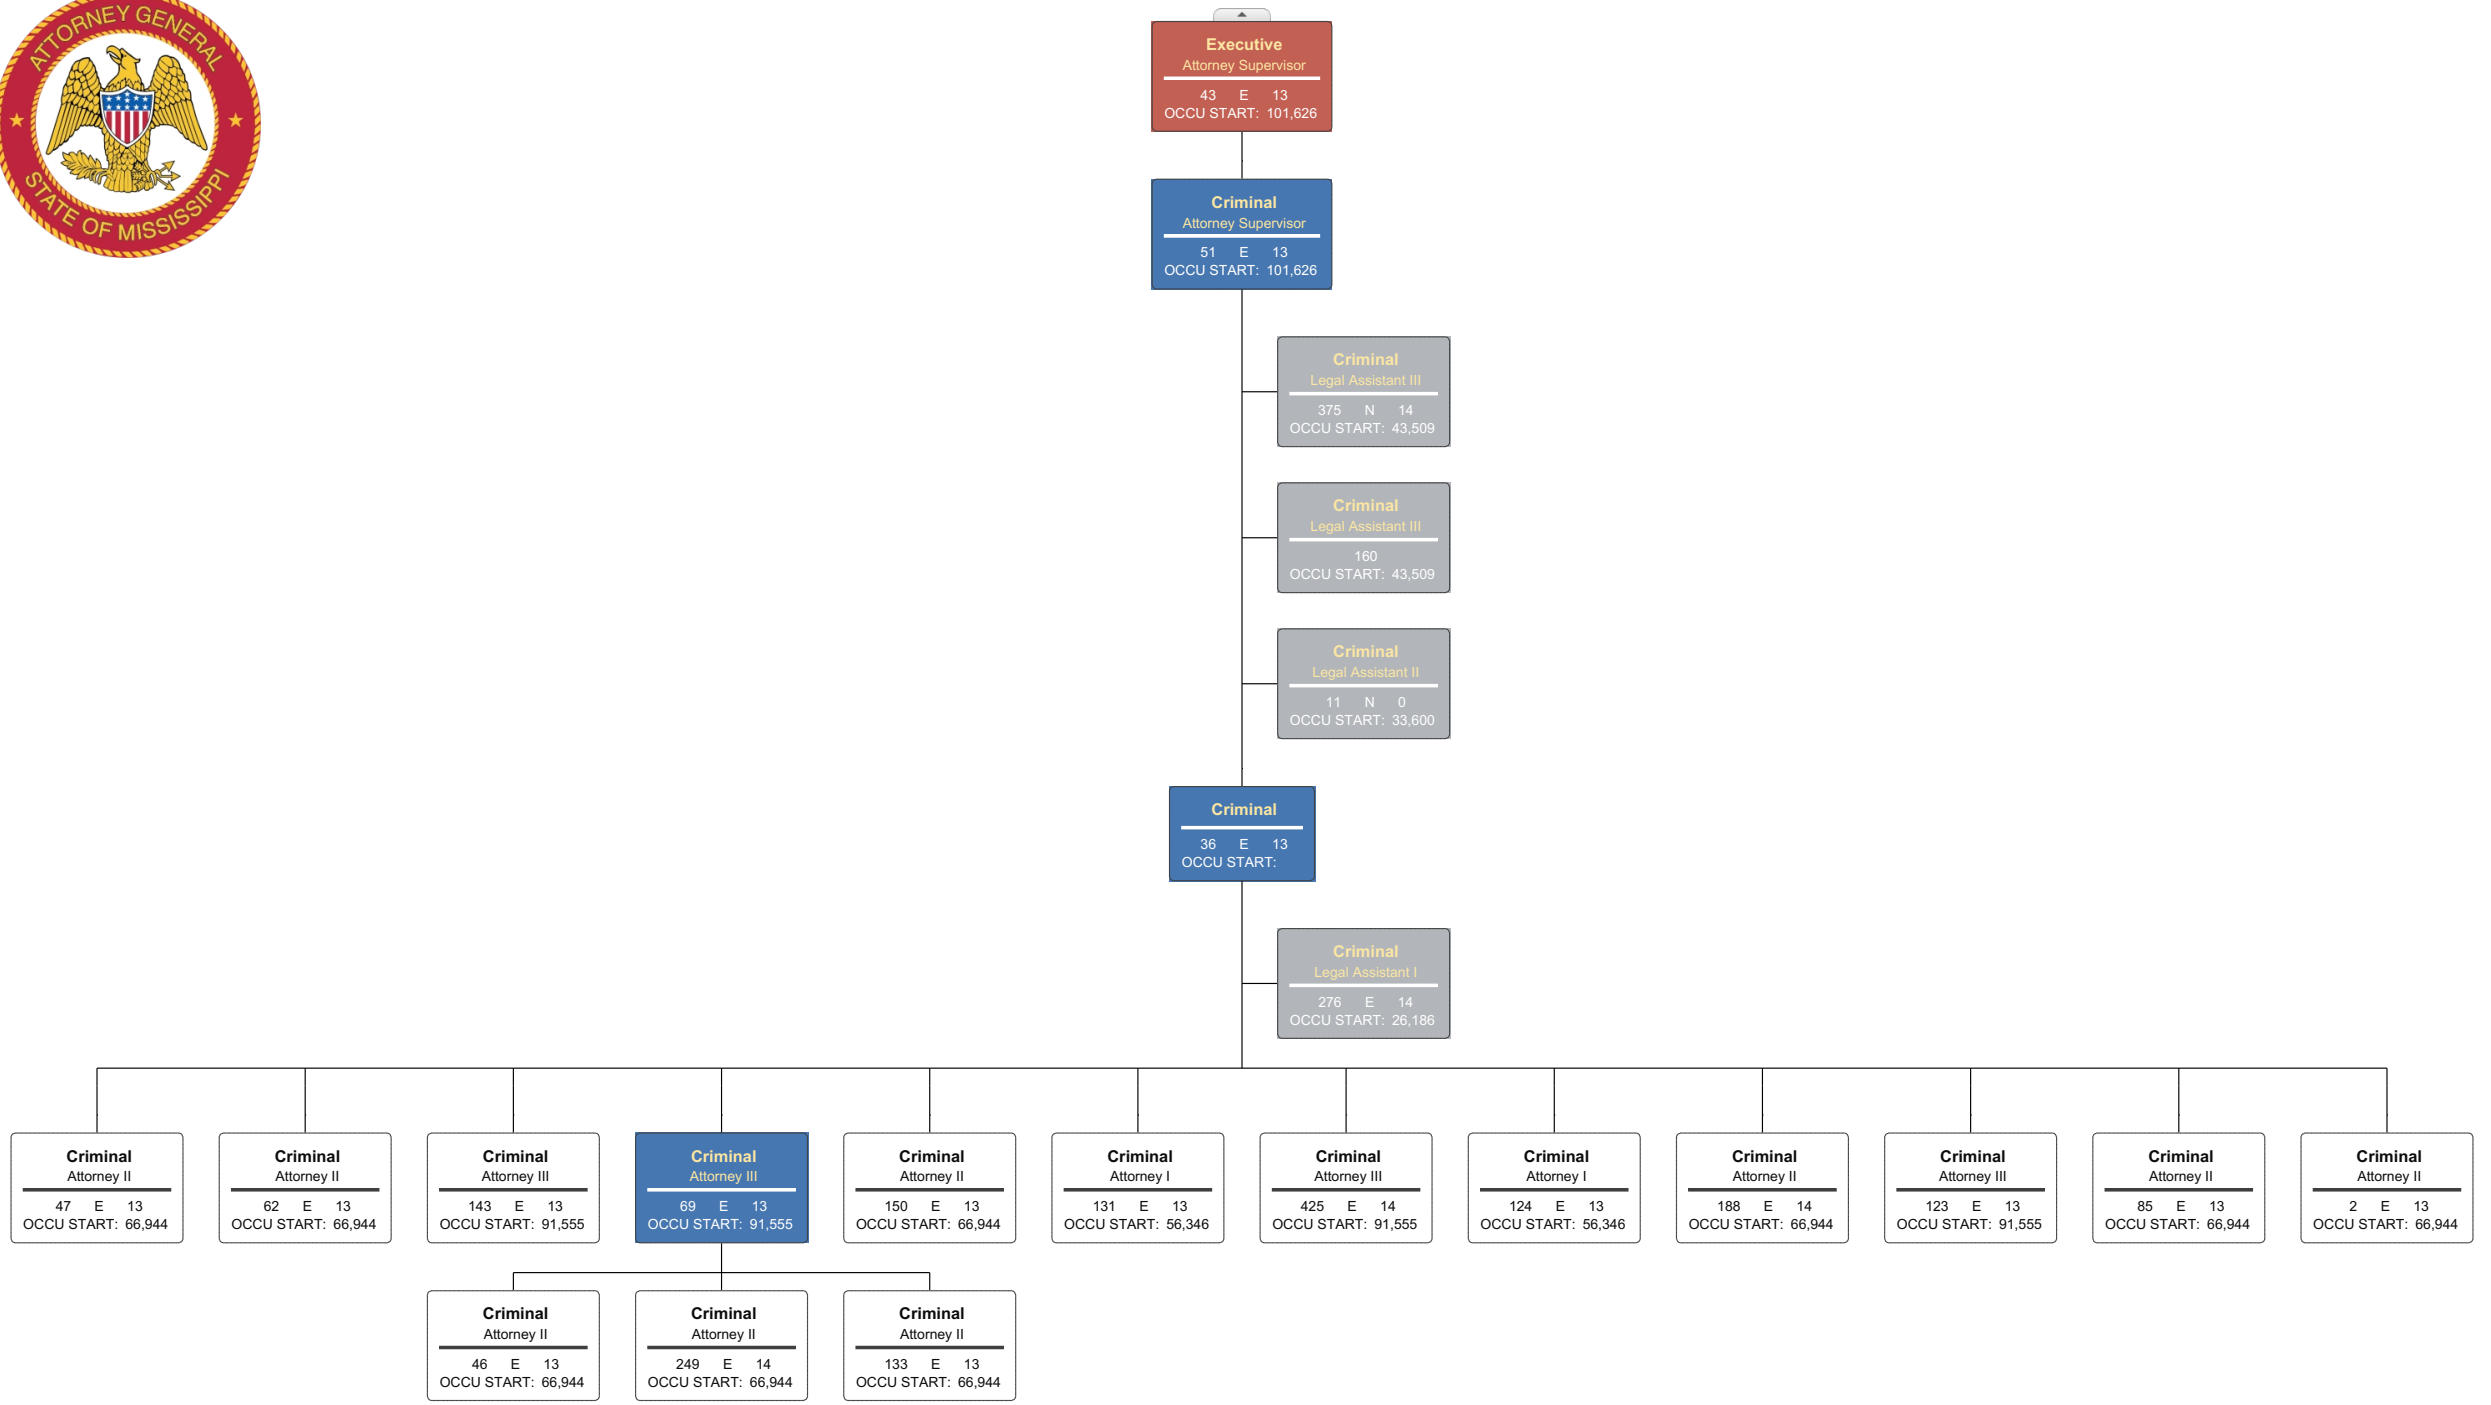 ATTORNEY GENERAL
STATE OF MISSISSIPPI
Executive
Attorney Supervisor
43 E 13
OCCU START: 101,626
Criminal
Attorney Supervisor
51 E 13
OCCU START: 101,626
Criminal
Legal Assistant III
375 N 14
OCCU START: 43,509
Criminal
Legal Assistant III
160
OCCU START: 43,509
Criminal
Legal Assistant II
11 N 0
OCCU START: 33,600
Criminal
36 E 13
OCCU START:
Criminal
Legal Assistant I
276 E 14
OCCU START: 26,186
Criminal
Attorney II
47 E 13
OCCU START: 66,944
Criminal
Attorney II
62 E 13
OCCU START: 66,944
Criminal
Attorney III
143 E 13
OCCU START: 91,555
Criminal
Attorney III
69 E 13
OCCU START: 91,555
Criminal
Attorney II
150 E 13
OCCU START: 66,944
Criminal
Attorney I
131 E 13
OCCU START: 56,346
Criminal
Attorney III
425 E 14
OCCU START: 91,555
Criminal
Attorney I
124 E 13
OCCU START: 56,346
Criminal
Attorney II
188 E 14
OCCU START: 66,944
Criminal
Attorney III
123 E 13
OCCU START: 91,555
Criminal
Attorney II
85 E 13
OCCU START: 66,944
Criminal
Attorney II
2 E 13
OCCU START: 66,944
Criminal
Attorney II
46 E 13
OCCU START: 66,944
Criminal
Attorney II
249 E 14
OCCU START: 66,944
Criminal
Attorney II
133 E 13
OCCU START: 66,944